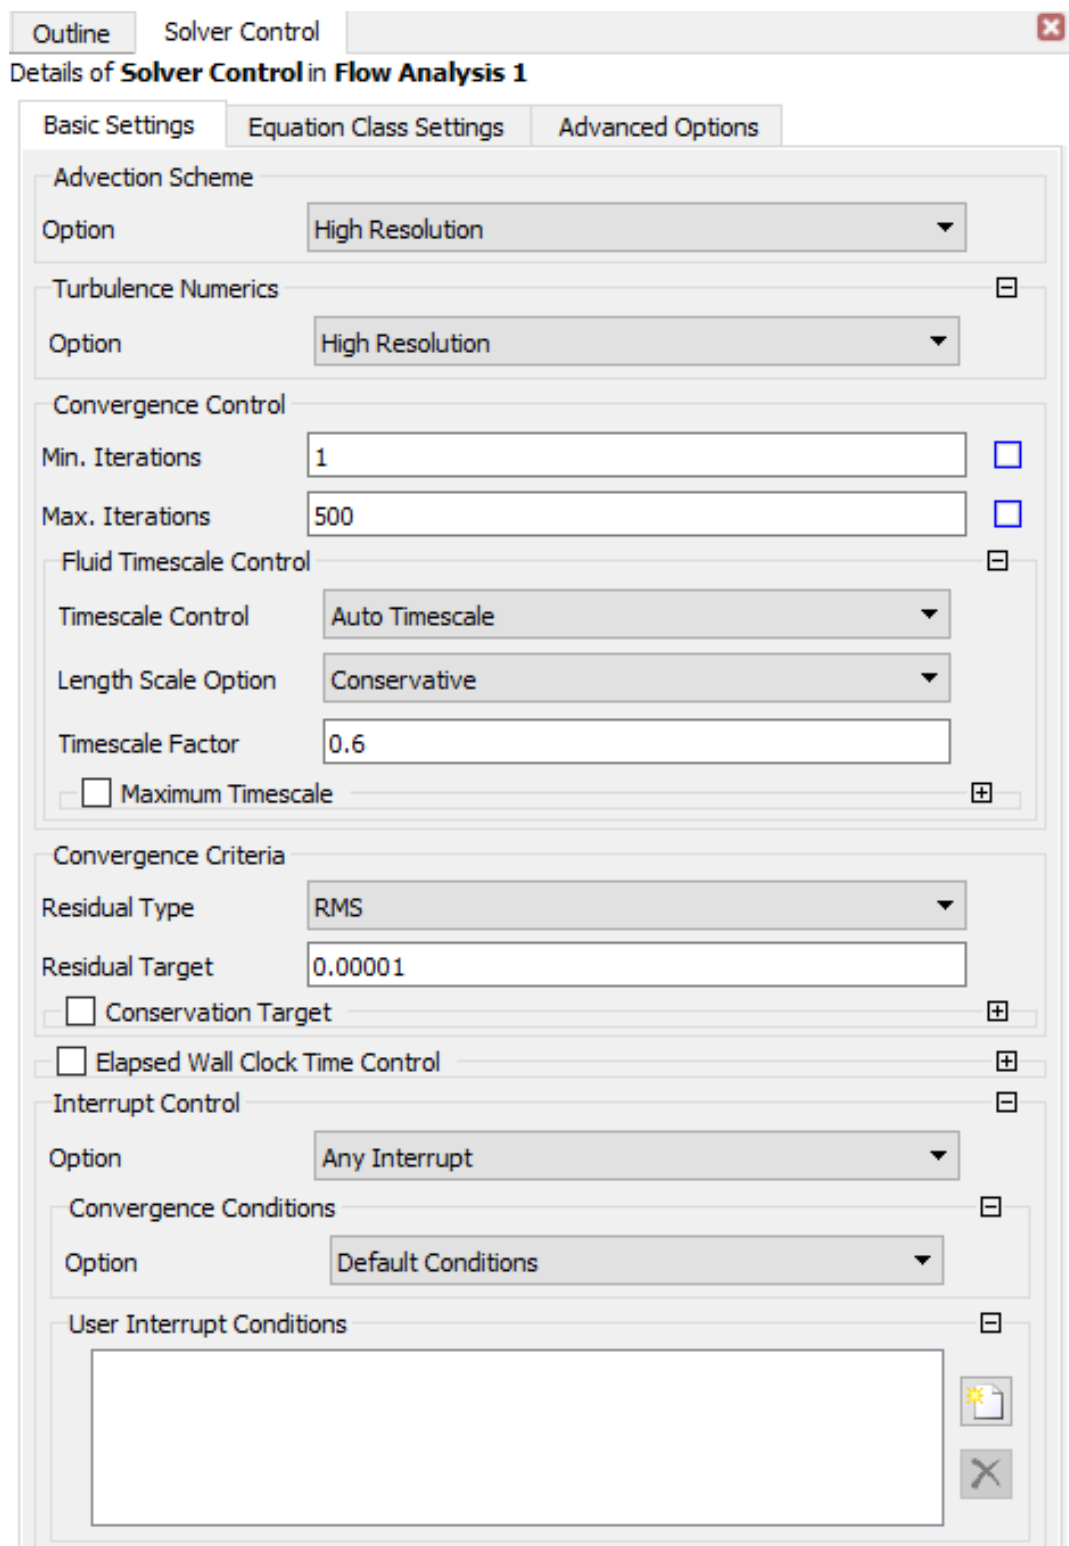 Outline Solver Control
Details of Solver Control in Flow Analysis 1
Basic Settings Equation Class Settings Advanced Options
Advection Scheme
Option High Resolution
Turbulence Numerics
Option High Resolution
Convergence Control
Min. Iterations 1
Max. Iterations 500
Fluid Timescale Control
Timescale Control Auto Timescale
Length Scale Option Conservative
Timescale Factor 0.6
Maximum Timescale
Convergence Criteria
Residual Type RMS
Residual Target 0.00001
Conservation Target
Elapsed Wall Clock Time Control
Interrupt Control
Option Any Interrupt
Convergence Conditions
Option Default Conditions
User Interrupt Conditions